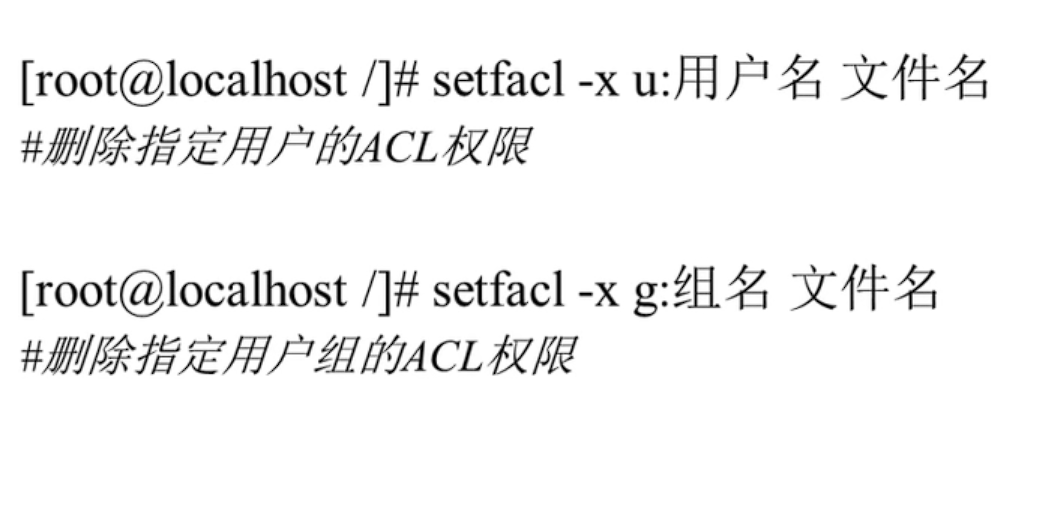 [root@localhost /]# setfacl -x u:用户名 文件名
#删除指定用户的ACL权限
[root@localhost /]# setfacl -x g:组名 文件名
#删除指定用户组的ACL权限